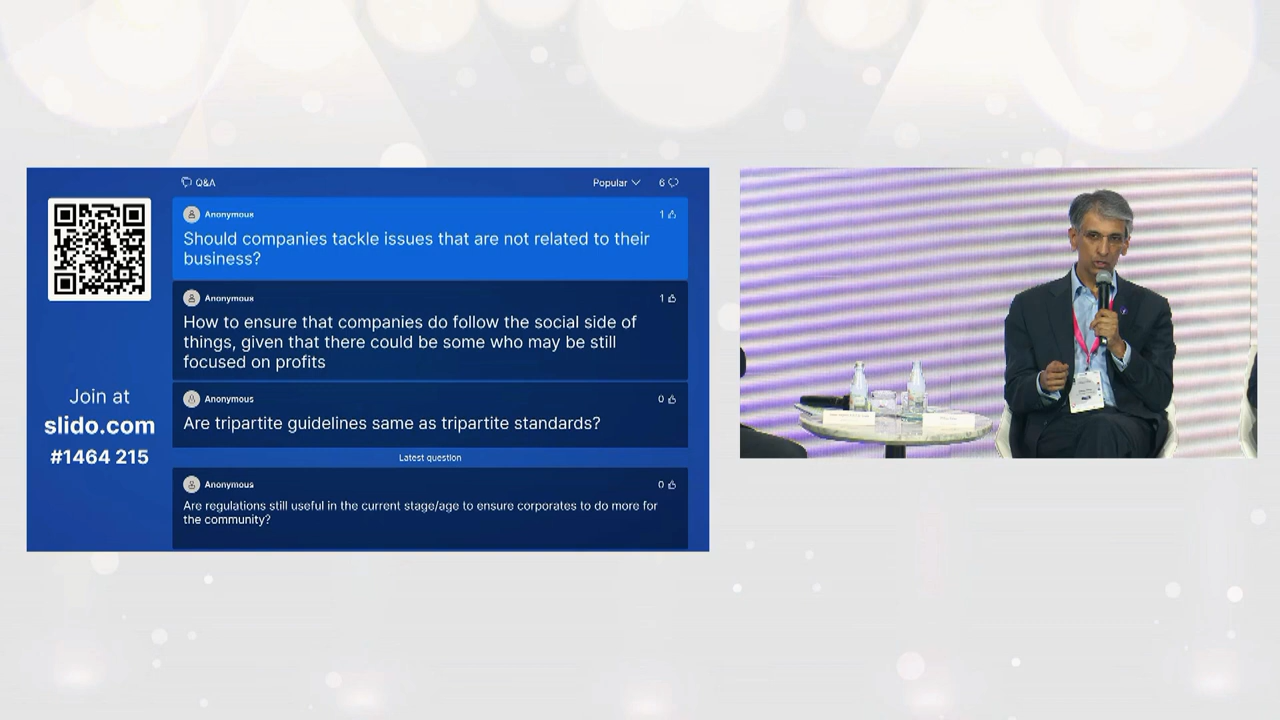 Q&A
Popular
6
Anonymous
1
Should companies tackle issues that are not related to their
business?
Anonymous
1
How to ensure that companies do follow the social side of
things, given that there could be some who may be still
focused on profits
Anonymous
0
Are tripartite guidelines same as tripartite standards?
Latest question
Anonymous
0
Are regulations still useful in the current stage/age to ensure corporates to do more for
the community?
Join at
slido.com
#1464 215